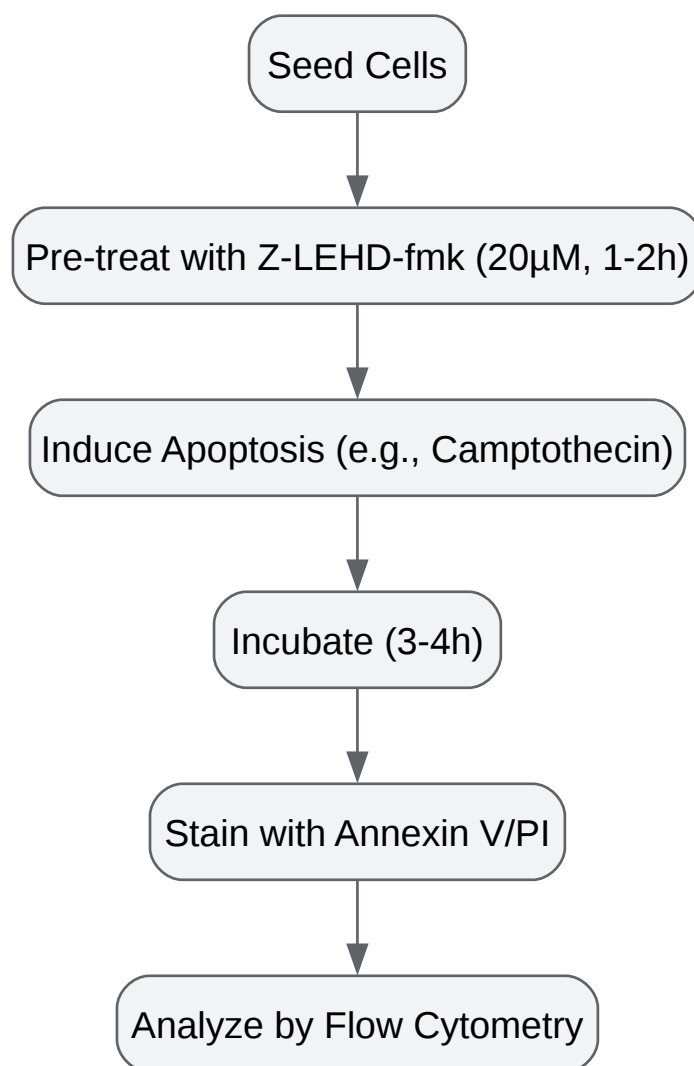 Seed Cells
Pre-treat with Z-LEHD-fmk (20µM, 1-2h)
Induce Apoptosis (e.g., Camptothecin)
Incubate (3-4h)
Stain with Annexin V/PI
Analyze by Flow Cytometry